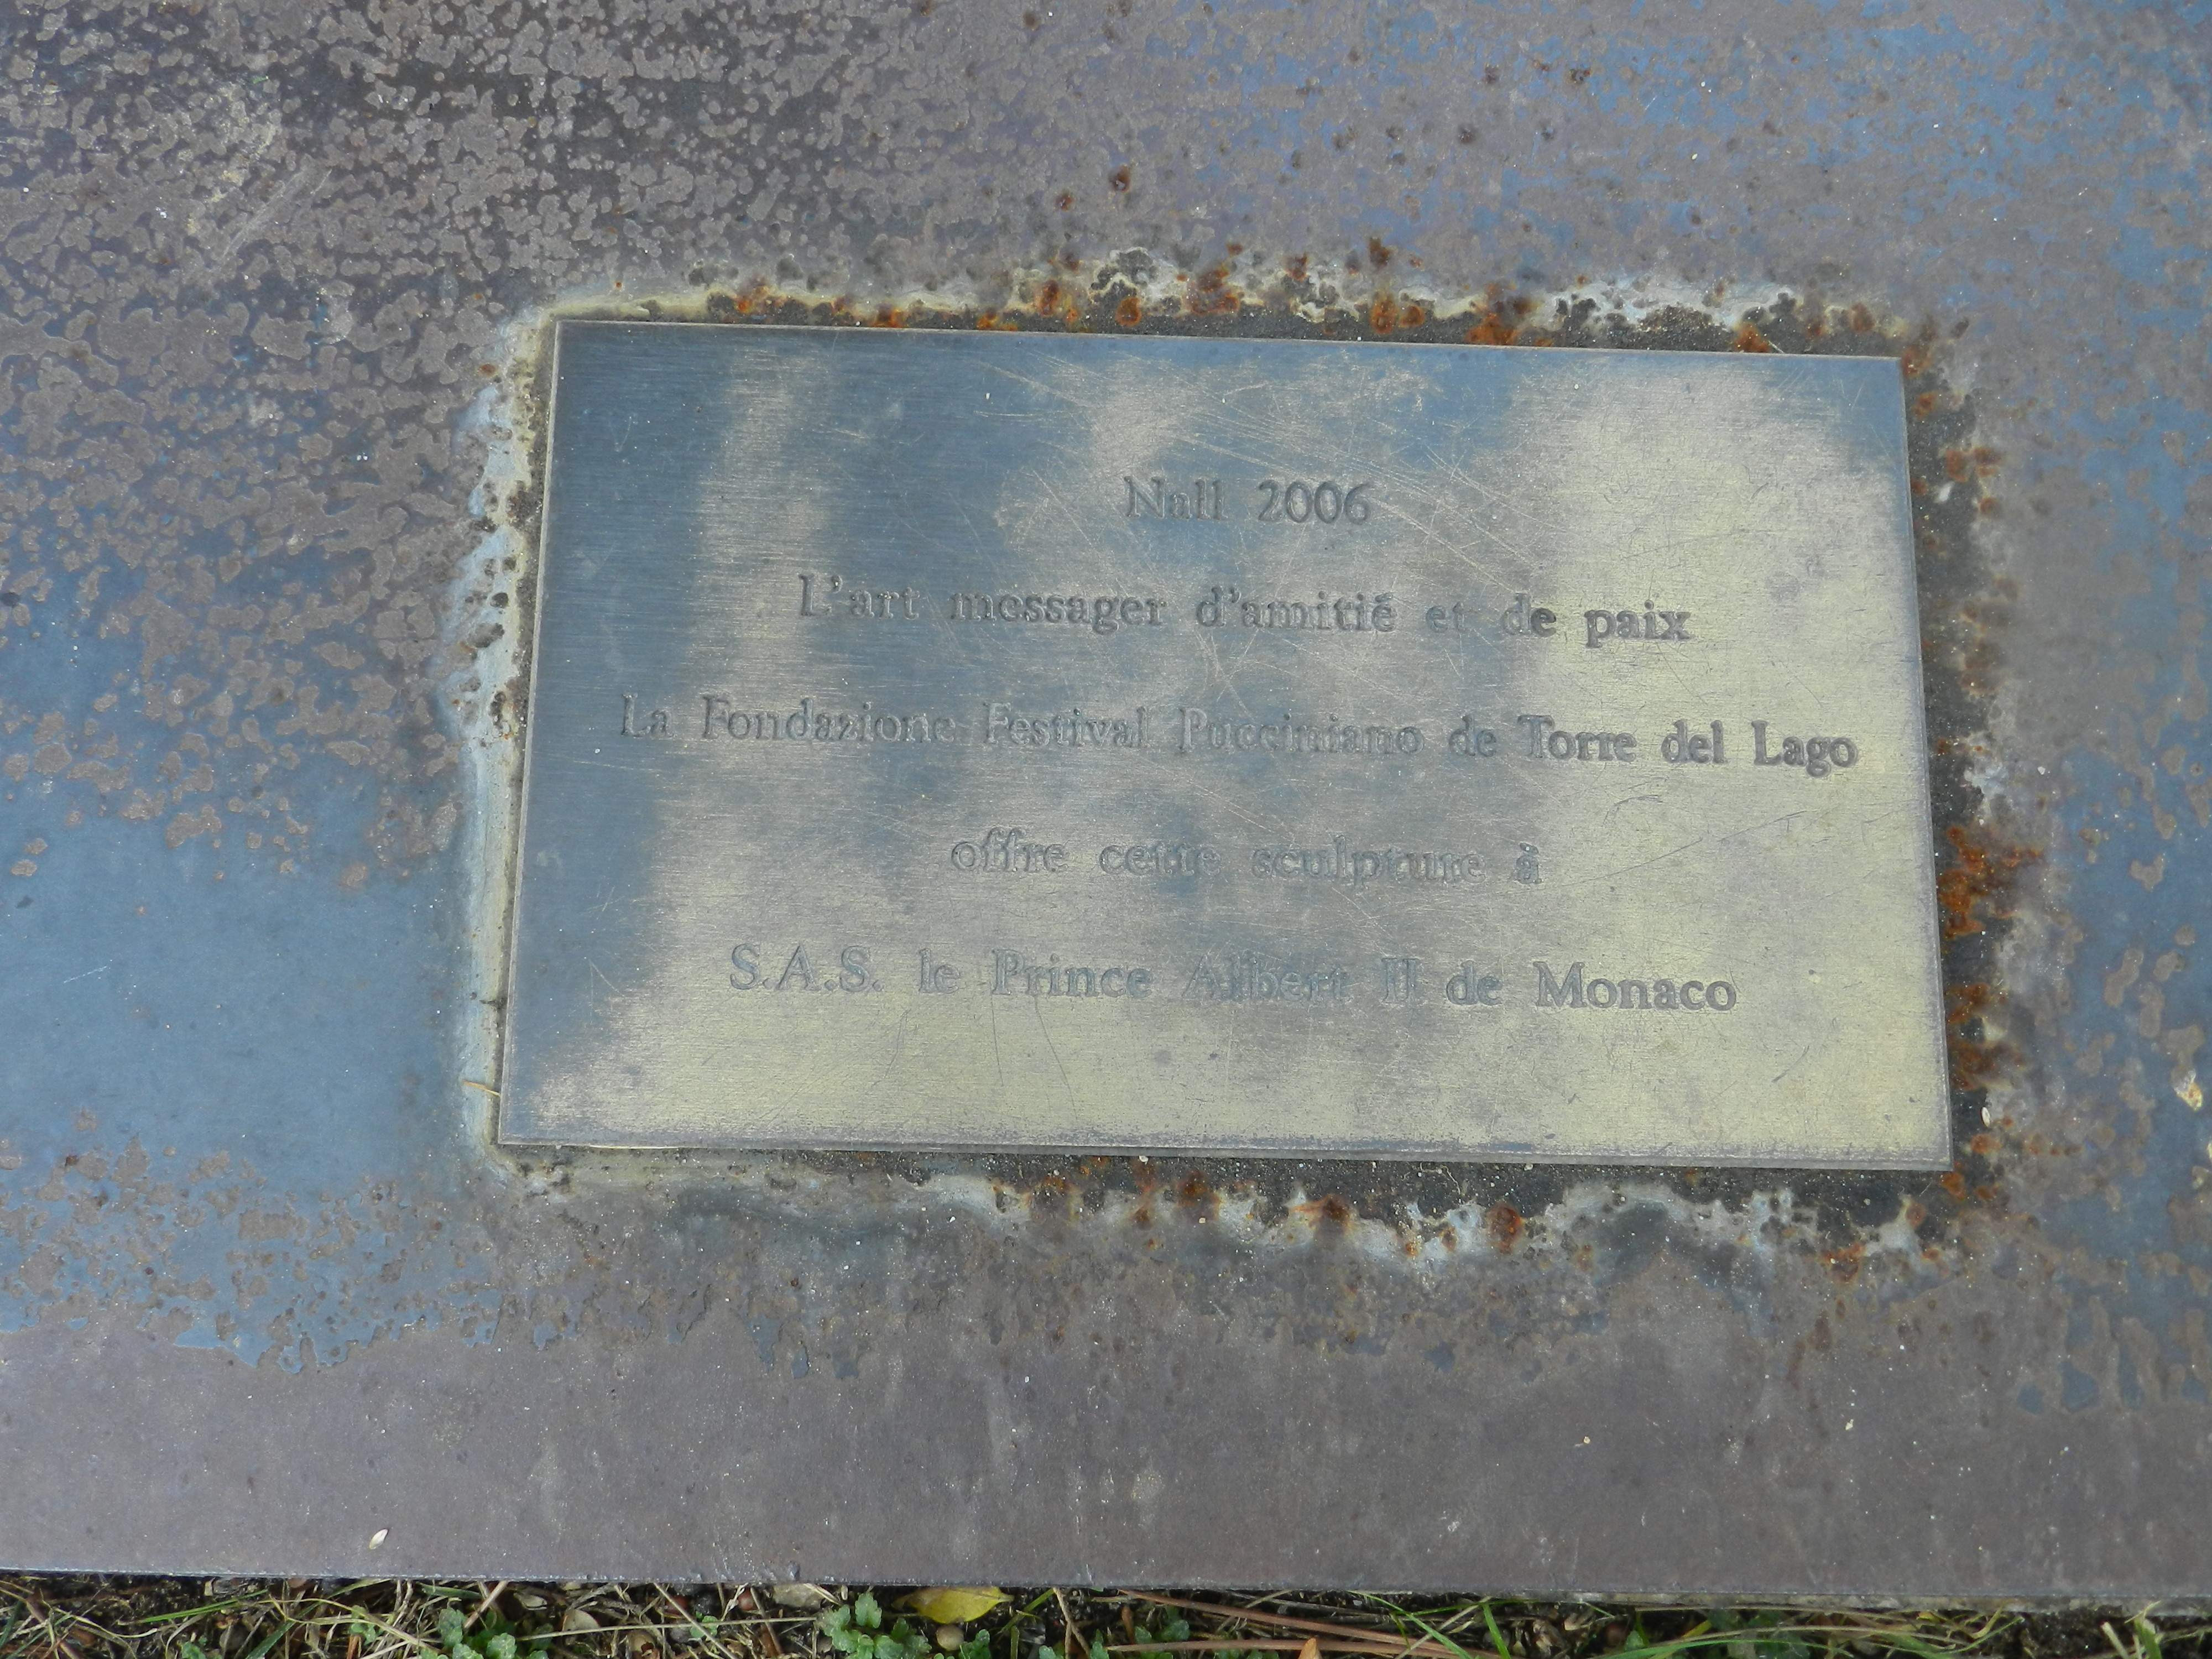 Nall 2006
L'art messager d'amitié et de paix
La Fondazione Festival Pucciniano de Torre del Lago
offre cette sculpture à
S.A.S. le Prince Albert II de Monaco